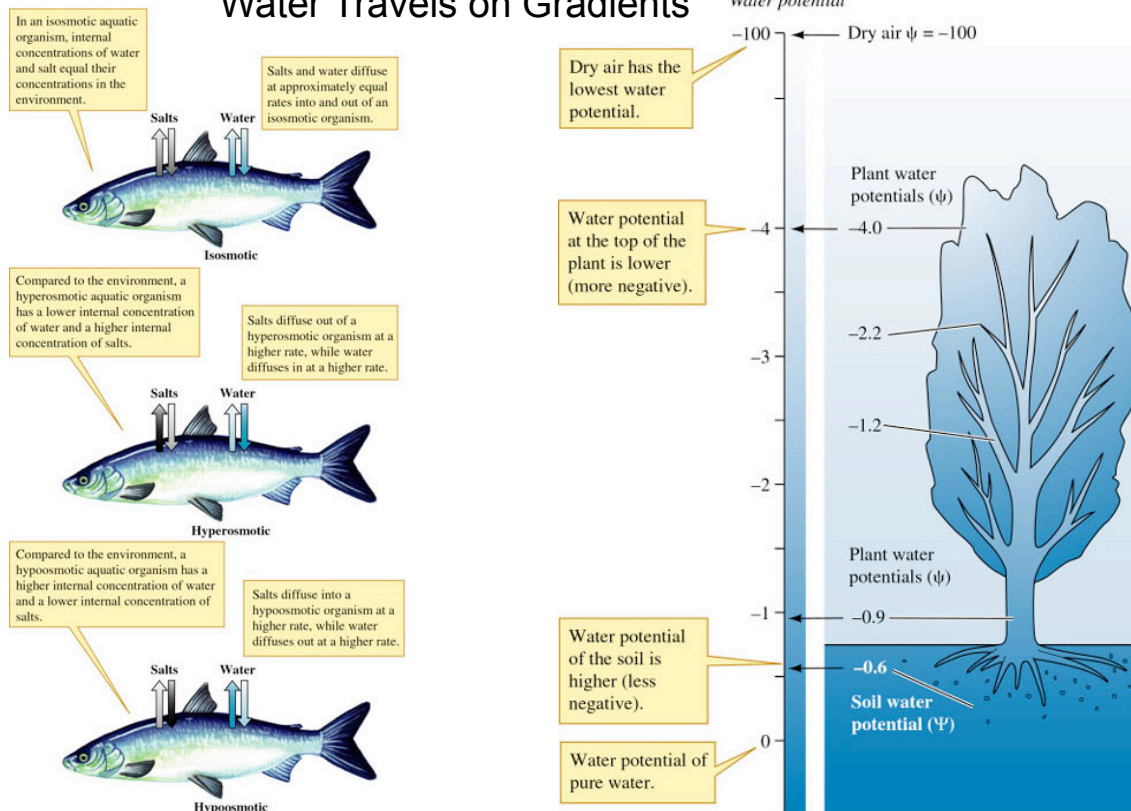 Water Travels on Gradients
In an isosmotic aquatic
organism, internal
concentrations of water
and salt equal their
concentrations in the
environment.
Salts and water diffuse
at approximately equal
rates into and out of an
isosmotic organism.
Salts
Water
Isosmotic
Compared to the environment, a
hyperosmotic aquatic organism
has a lower internal concentration
of water and a higher internal
concentration of salts.
Salts diffuse out of a
hyperosmotic organism at a
higher rate, while water
diffuses in at a higher rate.
Salts
Water
Hyperosmotic
Compared to the environment, a
hypoosmotic aquatic organism has a
higher internal concentration of water
and a lower internal concentration of
salts.
Salts diffuse into a
hypoosmotic organism at a
higher rate, while water
diffuses out at a higher rate.
Salts
Water
Hypoosmotic
Water potential
–100
Dry air ψ = –100
Dry air has the
lowest water
potential.
Plant water
potentials (ψ)
Water potential
at the top of the
plant is lower
(more negative).
–4
–4.0
–2.2
–3
–1.2
–2
Plant water
potentials (ψ)
–1
–0.9
Water potential
of the soil is
higher (less
negative).
–0.6
Soil water
potential (Ψ)
0
Water potential of
pure water.